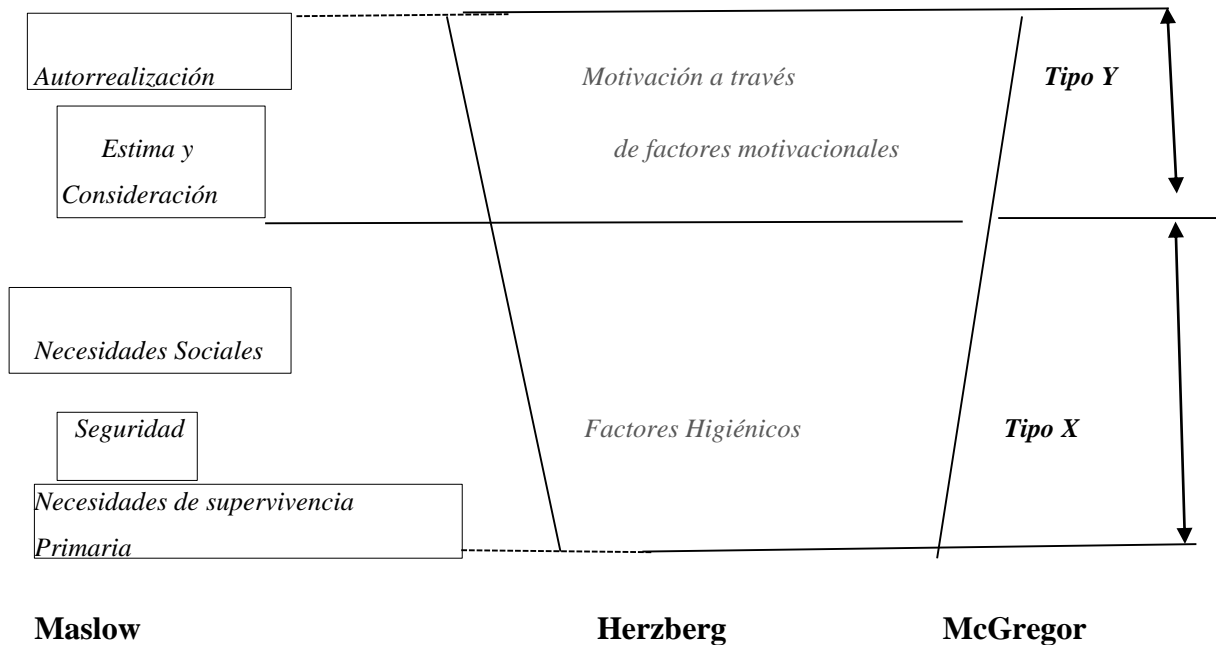 Autorrealización
Motivación a través
Tipo Y
Estima y
de factores motivacionales
Consideración
Necesidades Sociales
Seguridad
Factores Higiénicos
Tipo X
Necesidades de supervivencia
Primaria
Maslow
Herzberg
McGregor